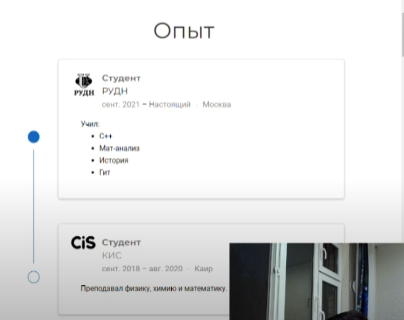 Опыт
РУДН
Студент
РУДН
сент. 2021 – Настоящий · Москва
Учил:
• C++
• Мат-анализ
• История
• Гит
CiS
Студент
КИС
сент. 2018 – авг. 2020 · Каир
Преподавал физику, химию и математику.